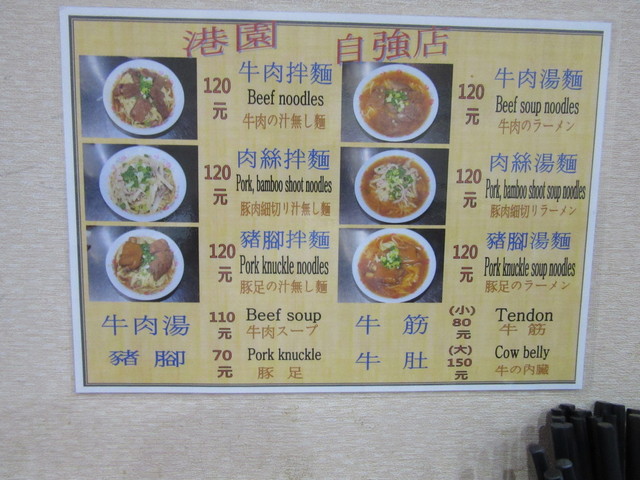 港園 自強店
120元
牛肉拌麵
Beef noodles
牛肉の汁無し麵
120元
牛肉湯麵
Beef soup noodles
牛肉のラーメン
120元
肉絲拌麵
Pork, bamboo shoot noodles
豚肉細切り汁無し麵
120元
肉絲湯麵
Pork, bamboo shoot soup noodles
豚肉細切りラーメン
120元
豬腳拌麵
Pork knuckle noodles
豚足の汁無し麵
120元
豬腳湯麵
Pork knuckle soup noodles
豚足のラーメン
牛肉湯
110元
Beef soup
牛肉スープ
牛筋
(小)80元
Tendon
牛筋
豬腳
70元
Pork knuckle
豚足
牛肚
(大)150元
Cow belly
牛の内臓